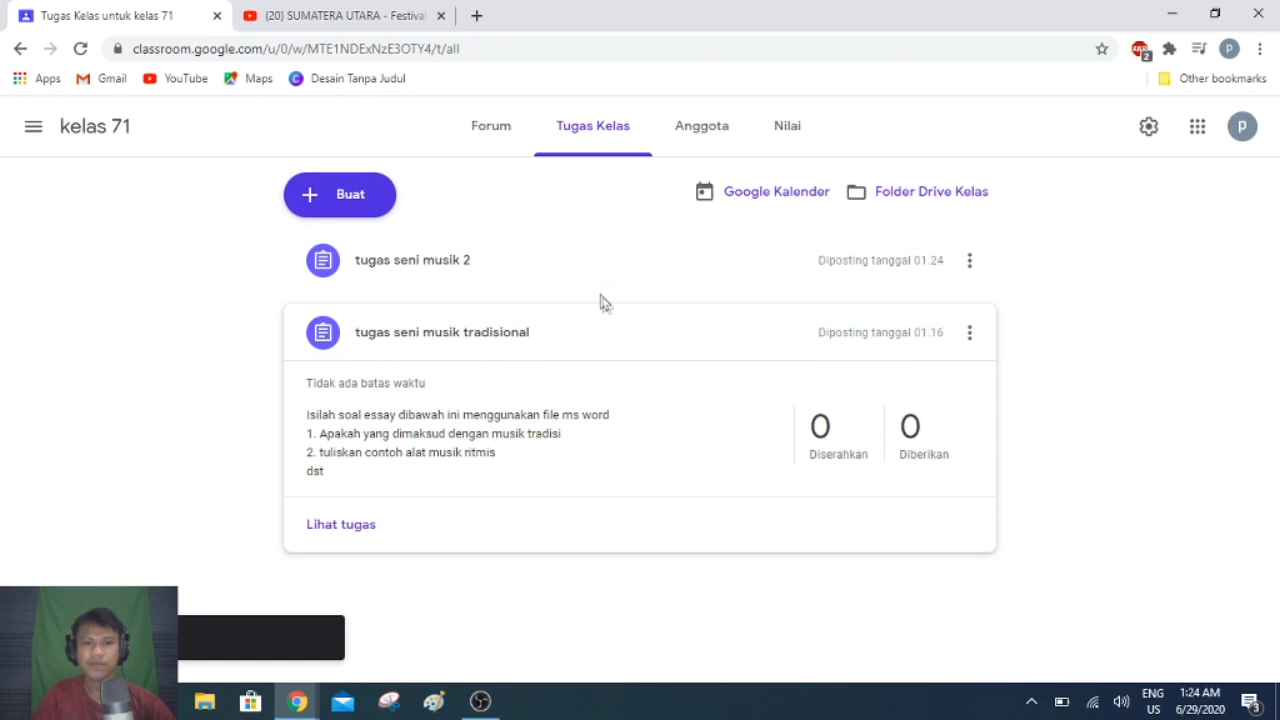 Tugas Kelas untuk kelas 71
(20) SUMATERA UTARA - Festival
classroom.google.com/u/0/w/MTE1NDExNzE3OTY4/t/all
ABP
2
P
Apps
Gmail
YouTube
Maps
C
Desain Tanpa Judul
Other bookmarks
kelas 71
Forum
Tugas Kelas
Anggota
Nilai
P
+ Buat
Google Kalender
Folder Drive Kelas
tugas seni musik 2
Diposting tanggal 01.24
tugas seni musik tradisional
Diposting tanggal 01.16
Tidak ada batas waktu
Isilah soal essay dibawah ini menggunakan file ms word
1. Apakah yang dimaksud dengan musik tradisi
2. tuliskan contoh alat musik ritmis
dst
0
Diserahkan
0
Diberikan
Lihat tugas
ENG
US
1:24 AM
6/29/2020
3